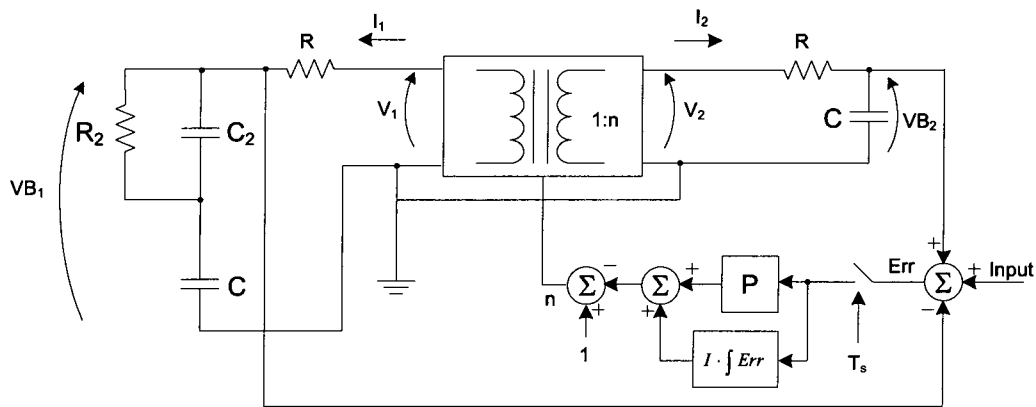 I₁
I₂
R
R
R₂
C₂
V₁
1:n
V₂
C
VB₂
VB₁
C
+
Err
+ Input
Σ
−
n
Σ
−
+
1
Σ
+
+
P
I · ∫ Err
Tₛ